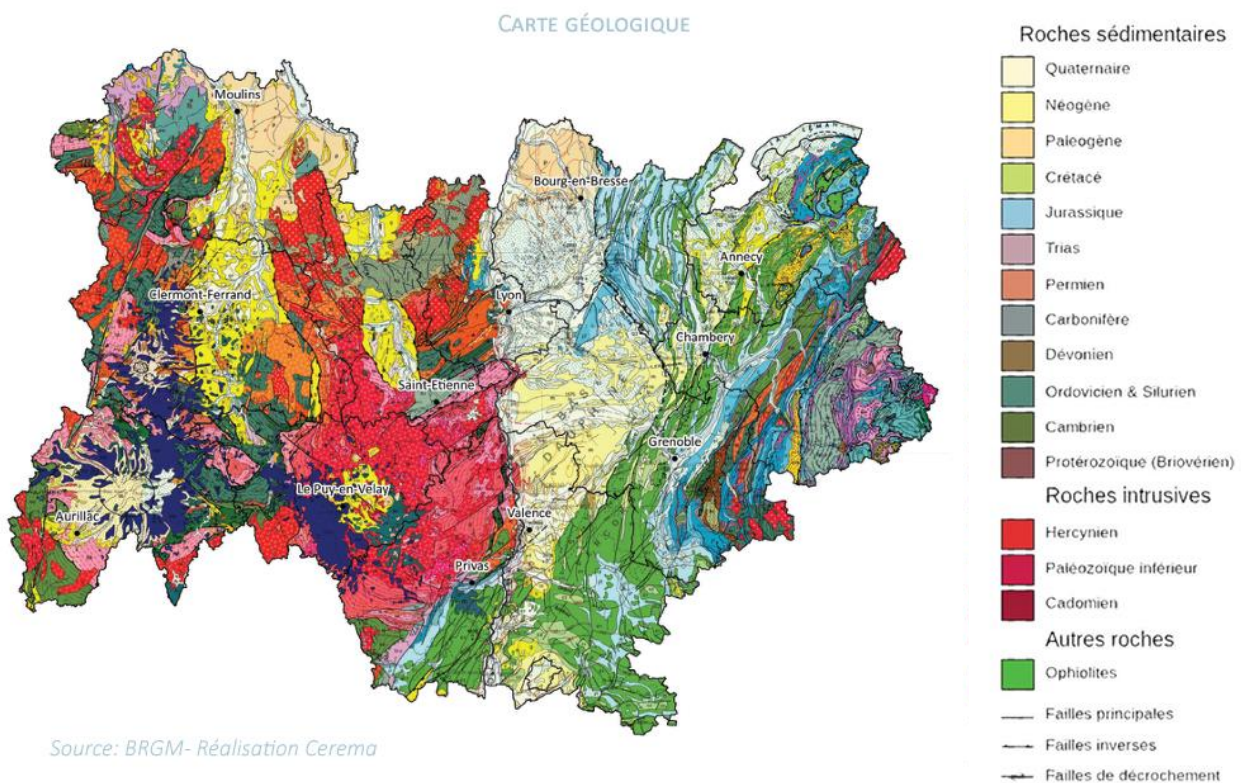 CARTE GÉOLOGIQUE
Moulins
LÉMAN
Bourg-en-Bresse
Annecy
Clermont-Ferrand
Lyon
Chambery
Saint-Etienne
Grenoble
Le Puy-en-Velay
Valence
Aurillac
Privas
Source: BRGM- Réalisation Cerema
Roches sédimentaires
Quaternaire
Néogène
Paleogène
Crétacé
Jurassique
Trias
Permien
Carbonifère
Dévonien
Ordovicien & Silurien
Cambrien
Protérozoïque (Briovérien)
Roches intrusives
Hercynien
Paléozoïque inférieur
Cadomien
Autres roches
Ophiolites
Failles principales
Failles inverses
Failles de décrochement